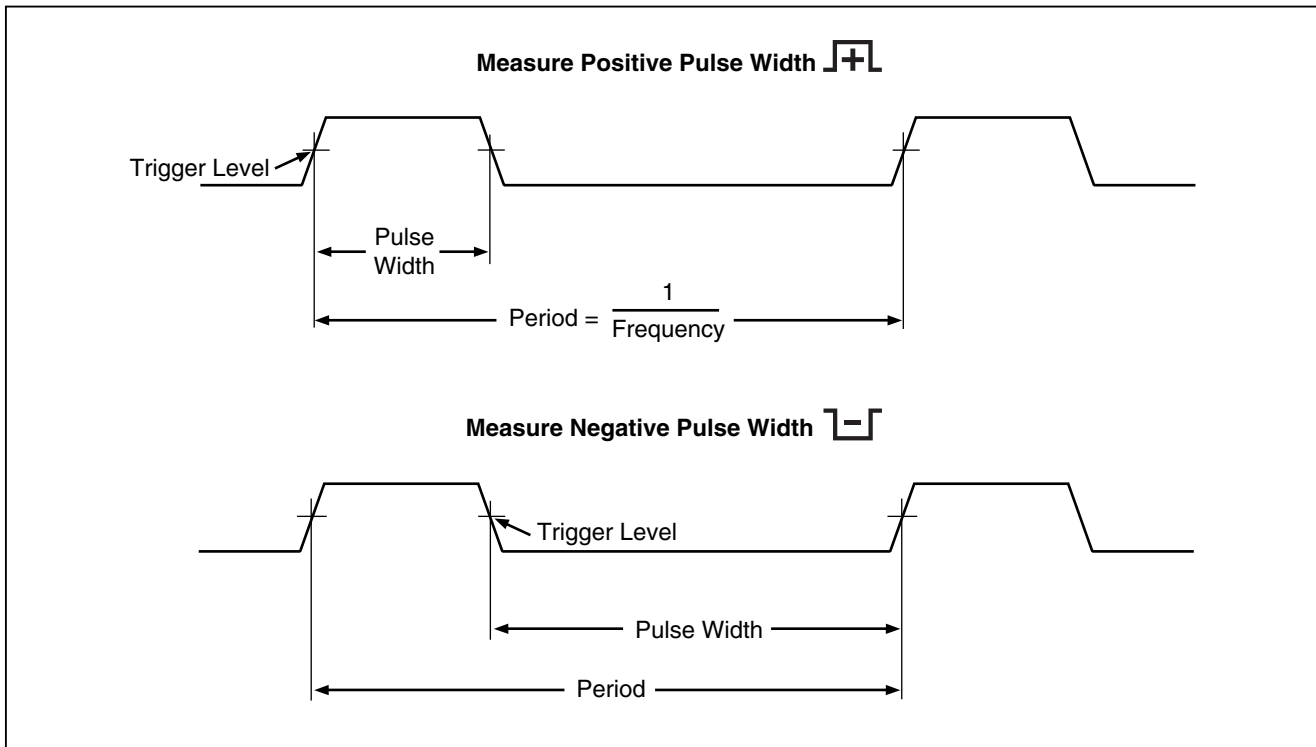 Measure Positive Pulse Width +
Trigger Level
Pulse
Width
Period = 1
Frequency
Measure Negative Pulse Width -
Trigger Level
Pulse Width
Period